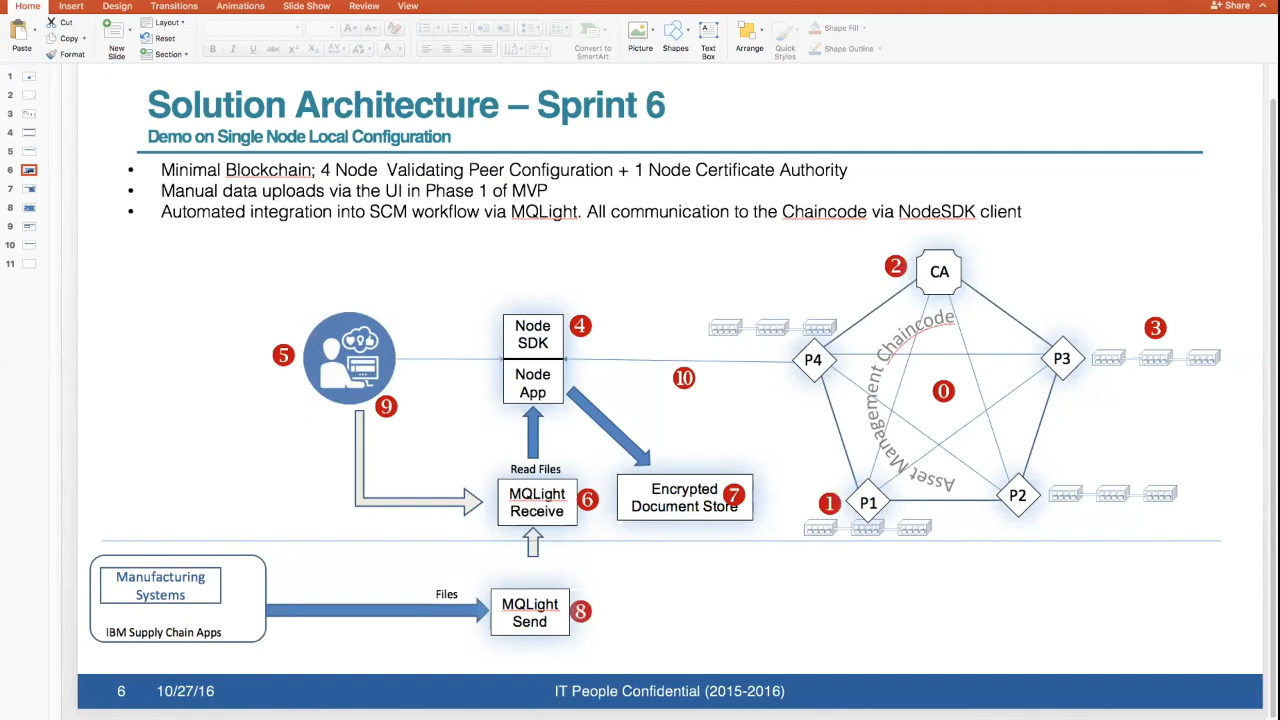 Home Insert Design Transitions Animations Slide Show Review View Share
Paste
Cut
Copy
Format
New
Slide
Layout
Reset
Section
B I U abc X² X₂ AV Aa A
Convert to
SmartArt
Picture
Shapes
Text
Box
Arrange
Quick
Styles
Shape Fill
Shape Outline
1
2
3
4
5
6
7
8
9
10
11
Solution Architecture – Sprint 6
Demo on Single Node Local Configuration
• Minimal Blockchain; 4 Node Validating Peer Configuration + 1 Node Certificate Authority
• Manual data uploads via the UI in Phase 1 of MVP
• Automated integration into SCM workflow via MQLight. All communication to the Chaincode via NodeSDK client
2
CA
Node
SDK
4
3
5
P4
P3
Node
App
10
0
Asset Management Chaincode
9
Read Files
MQLight
Receive
6
Encrypted
Document Store
7
1
P1
P2
Manufacturing
Systems
IBM Supply Chain Apps
Files
MQLight
Send
8
6 10/27/16 IT People Confidential (2015-2016)